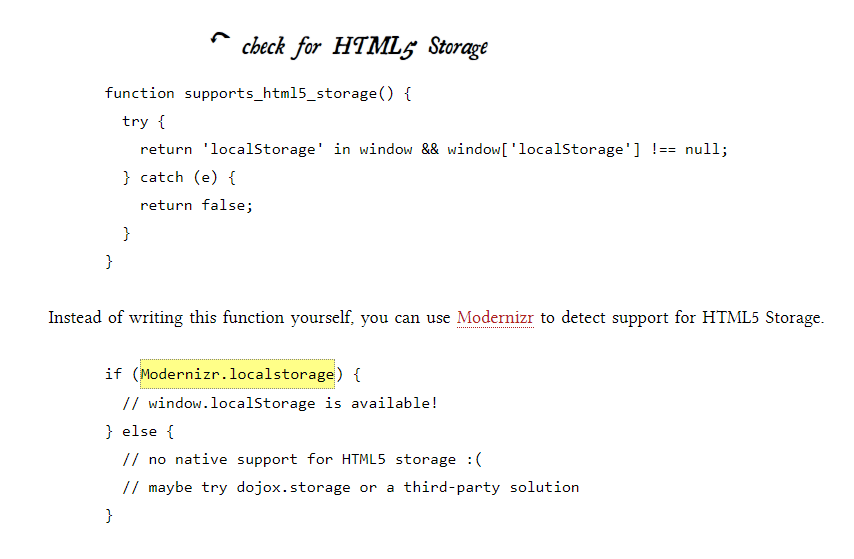 check for HTML5 Storage
function supports_html5_storage() {
  try {
    return 'localStorage' in window && window['localStorage'] !== null;
  } catch (e) {
    return false;
  }
}
Instead of writing this function yourself, you can use Modernizr to detect support for HTML5 Storage.
if (Modernizr.localstorage) {
  // window.localStorage is available!
} else {
  // no native support for HTML5 storage :(
  // maybe try dojox.storage or a third-party solution
}